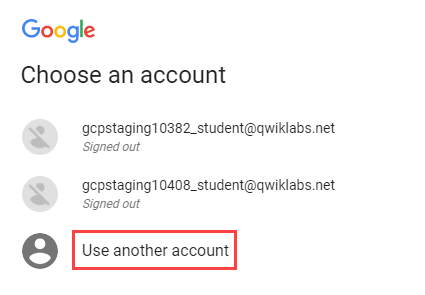 Google
Choose an account
gcpstaging10382_student@qwiklabs.net
Signed out
gcpstaging10408_student@qwiklabs.net
Signed out
Use another account